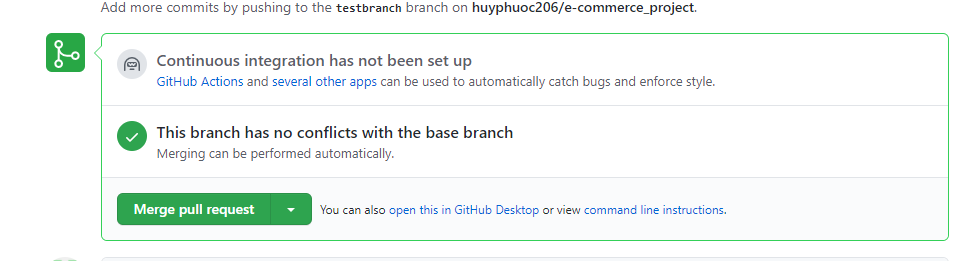 Add more commits by pushing to the testbranch branch on huyphuoc206/e-commerce_project.
Continuous integration has not been set up
GitHub Actions and several other apps can be used to automatically catch bugs and enforce style.
This branch has no conflicts with the base branch
Merging can be performed automatically.
Merge pull request
You can also open this in GitHub Desktop or view command line instructions.